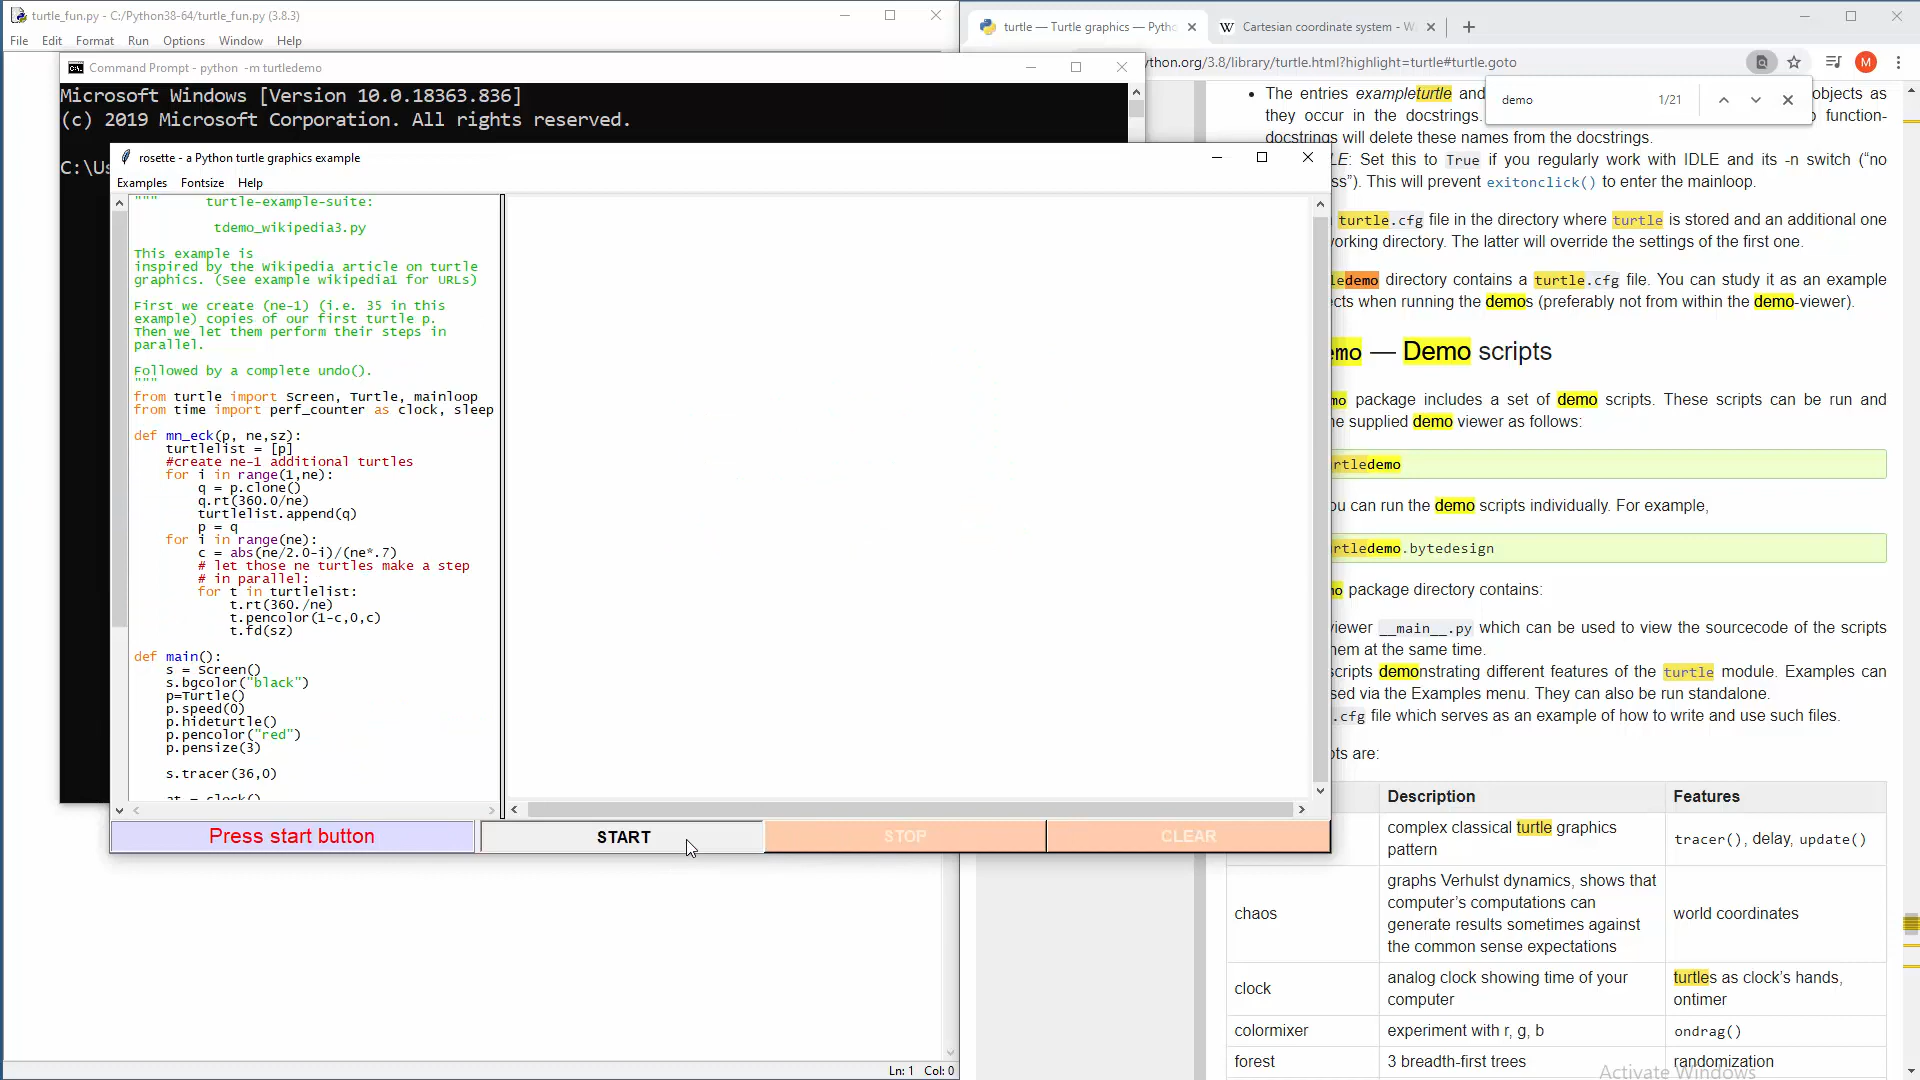 turtle_fun.py - C:/Python38-64/turtle_fun.py (3.8.3)
File Edit Format Run Options Window Help
Command Prompt - python -m turtledemo
Microsoft Windows [Version 10.0.18363.836]
(c) 2019 Microsoft Corporation. All rights reserved.
C:\Us
rosette - a Python turtle graphics example
Examples Fontsize Help
""" turtle-example-suite:
tdemo_wikipedia3.py
This example is
inspired by the Wikipedia article on turtle
graphics. (See example wikipedia1 for URLs)
First we create (ne-1) (i.e. 35 in this
example) copies of our first turtle p.
Then we let them perform their steps in
parallel.
Followed by a complete undo().
"""
from turtle import Screen, Turtle, mainloop
from time import perf_counter as clock, sleep
def mn_eck(p, ne,sz):
turtlelist = [p]
#create ne-1 additional turtles
for i in range(1,ne):
q = p.clone()
q.rt(360.0/ne)
turtlelist.append(q)
p = q
for i in range(ne):
c = abs(ne/2.0-i)/(ne*.7)
# let those ne turtles make a step
# in parallel:
for t in turtlelist:
t.rt(360./ne)
t.pencolor(1-c,0,c)
t.fd(sz)
def main():
s = Screen()
s.bgcolor("black")
p=Turtle()
p.speed(0)
p.hideturtle()
p.pencolor("red")
p.pensize(3)
s.tracer(36,0)
at = clock()
Press start button
START
STOP
CLEAR
Ln: 1 Col: 0
turtle — Turtle graphics — Pytho
Cartesian coordinate system - W
ython.org/3.8/library/turtle.html?highlight=turtle#turtle.goto
M
demo 1/21
The entries exampleturtle and
objects as
they occur in the docstrings.
function-
docstrings will delete these names from the docstrings.
LE: Set this to True if you regularly work with IDLE and its -n switch (“no
ss”). This will prevent exitonclick() to enter the mainloop.
turtle.cfg file in the directory where turtle is stored and an additional one
orking directory. The latter will override the settings of the first one.
ledemo directory contains a turtle.cfg file. You can study it as an example
cts when running the demos (preferably not from within the demo-viewer).
emo — Demo scripts
mo package includes a set of demo scripts. These scripts can be run and
e supplied demo viewer as follows:
rtledemo
ou can run the demo scripts individually. For example,
rtledemo.bytedesign
mo package directory contains:
iewer __main__.py which can be used to view the sourcecode of the scripts
hem at the same time.
cripts demonstrating different features of the turtle module. Examples can
sed via the Examples menu. They can also be run standalone.
.cfg file which serves as an example of how to write and use such files.
pts are:
Description Features
complex classical turtle graphics pattern
tracer(), delay, update()
chaos
graphs Verhulst dynamics, shows that computer’s computations can generate results sometimes against the common sense expectations
world coordinates
clock
analog clock showing time of your computer
turtles as clock’s hands, ontimer
colormixer experiment with r, g, b ondrag()
forest 3 breadth-first trees randomization
Activate Windows